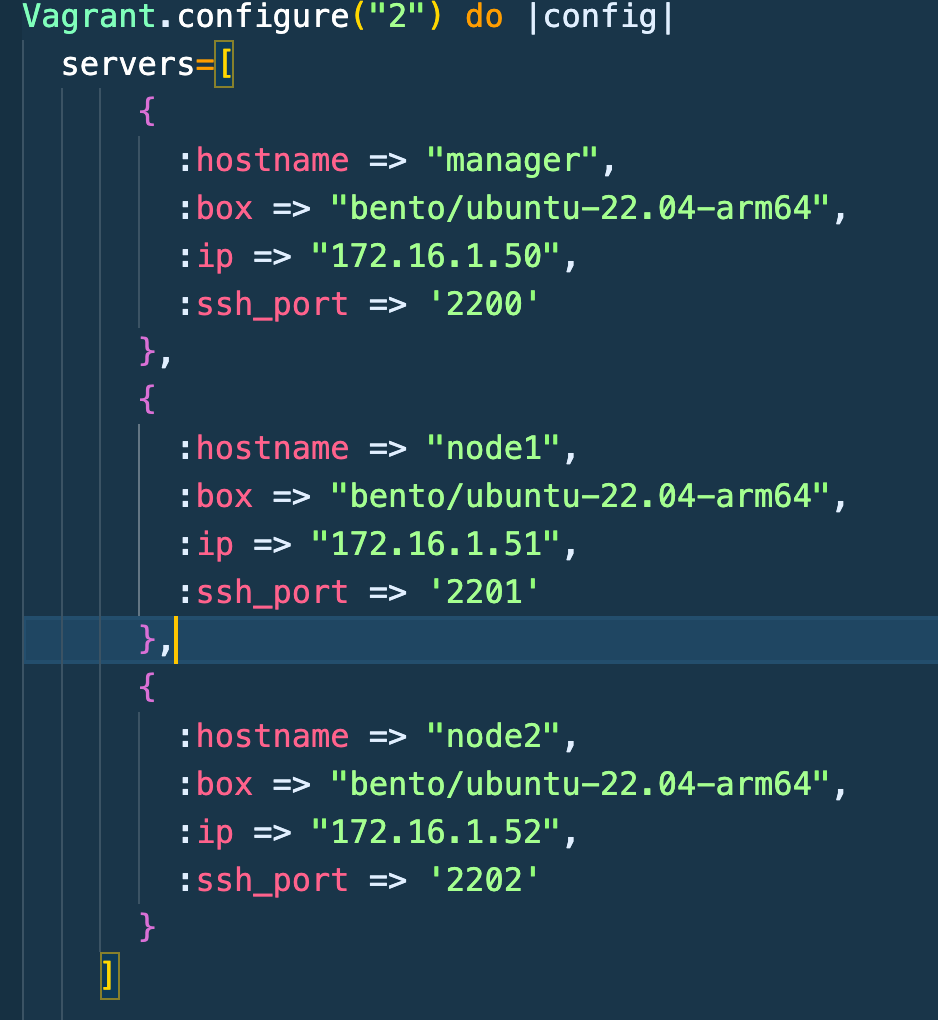 Vagrant.configure("2") do |config|
servers=[
{
:hostname => "manager",
:box => "bento/ubuntu-22.04-arm64",
:ip => "172.16.1.50",
:ssh_port => '2200'
},
{
:hostname => "node1",
:box => "bento/ubuntu-22.04-arm64",
:ip => "172.16.1.51",
:ssh_port => '2201'
},
{
:hostname => "node2",
:box => "bento/ubuntu-22.04-arm64",
:ip => "172.16.1.52",
:ssh_port => '2202'
}
]